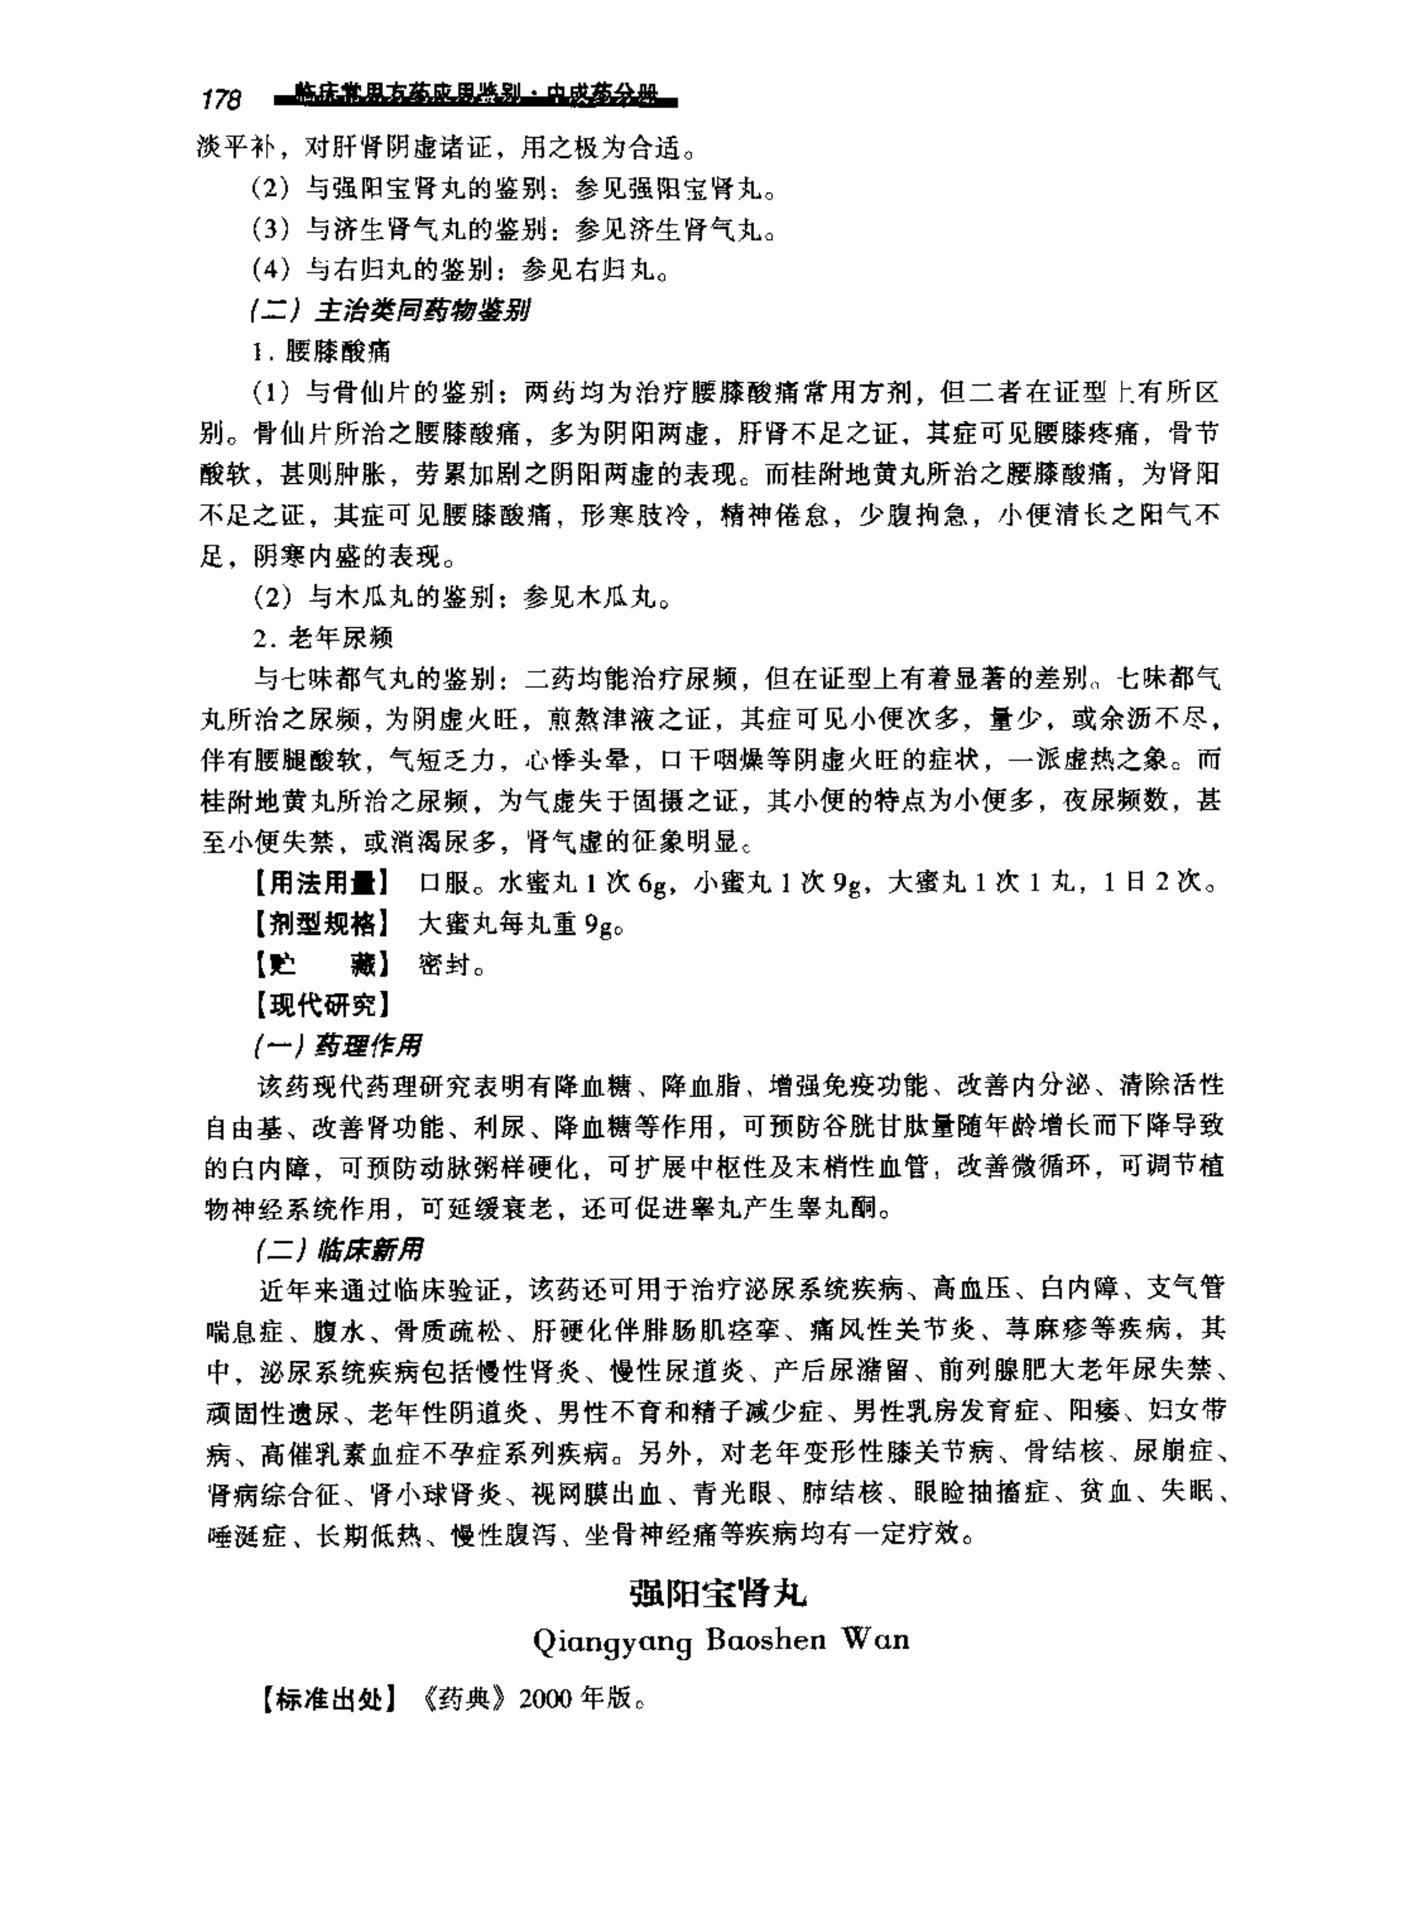 178 临床常用方药应用鉴别·中成药分册
淡平补，对肝肾阴虚诸证，用之极为合适。
（2）与强阳宝肾丸的鉴别：参见强阳宝肾丸。
（3）与济生肾气丸的鉴别：参见济生肾气丸。
（4）与右归丸的鉴别：参见右归丸。
（二）主治类同药物鉴别
1. 腰膝酸痛
（1）与骨仙片的鉴别：两药均为治疗腰膝酸痛常用方剂，但二者在证型上有所区
别。骨仙片所治之腰膝酸痛，多为阴阳两虚，肝肾不足之证，其症可见腰膝疼痛，骨节
酸软，甚则肿胀，劳累加剧之阴阳两虚的表现。而桂附地黄丸所治之腰膝酸痛，为肾阳
不足之证，其症可见腰膝酸痛，形寒肢冷，精神倦怠，少腹拘急，小便清长之阳气不
足，阴寒内盛的表现。
（2）与木瓜丸的鉴别：参见木瓜丸。
2. 老年尿频
与七味都气丸的鉴别：二药均能治疗尿频，但在证型上有着显著的差别。七味都气
丸所治之尿频，为阴虚火旺，煎熬津液之证，其症可见小便次多，量少，或余沥不尽，
伴有腰腿酸软，气短乏力，心悸头晕，口干咽燥等阴虚火旺的症状，一派虚热之象。而
桂附地黄丸所治之尿频，为气虚失于固摄之证，其小便的特点为小便多，夜尿频数，甚
至小便失禁，或消渴尿多，肾气虚的征象明显。
【用法用量】 口服。水蜜丸 1 次 6g，小蜜丸 1 次 9g，大蜜丸 1 次 1 丸，1 日 2 次。
【剂型规格】 大蜜丸每丸重 9g。
【贮　　藏】 密封。
【现代研究】
（一）药理作用
该药现代药理研究表明有降血糖、降血脂、增强免疫功能、改善内分泌、清除活性
自由基、改善肾功能、利尿、降血糖等作用，可预防谷胱甘肽量随年龄增长而下降导致
的白内障，可预防动脉粥样硬化，可扩展中枢性及末梢性血管，改善微循环，可调节植
物神经系统作用，可延缓衰老，还可促进睾丸产生睾丸酮。
（二）临床新用
近年来通过临床验证，该药还可用于治疗泌尿系统疾病、高血压、白内障、支气管
喘息症、腹水、骨质疏松、肝硬化伴腓肠肌痉挛、痛风性关节炎、荨麻疹等疾病，其
中，泌尿系统疾病包括慢性肾炎、慢性尿道炎、产后尿潴留、前列腺肥大老年尿失禁、
顽固性遗尿、老年性阴道炎、男性不育和精子减少症、男性乳房发育症、阳痿、妇女带
病、高催乳素血症不孕症系列疾病。另外，对老年变形性膝关节病、骨结核、尿崩症、
肾病综合征、肾小球肾炎、视网膜出血、青光眼、肺结核、眼睑抽搐症、贫血、失眠、
唾涎症、长期低热、慢性腹泻、坐骨神经痛等疾病均有一定疗效。
强阳宝肾丸
Qiangyang Baoshen Wan
【标准出处】《药典》2000 年版。